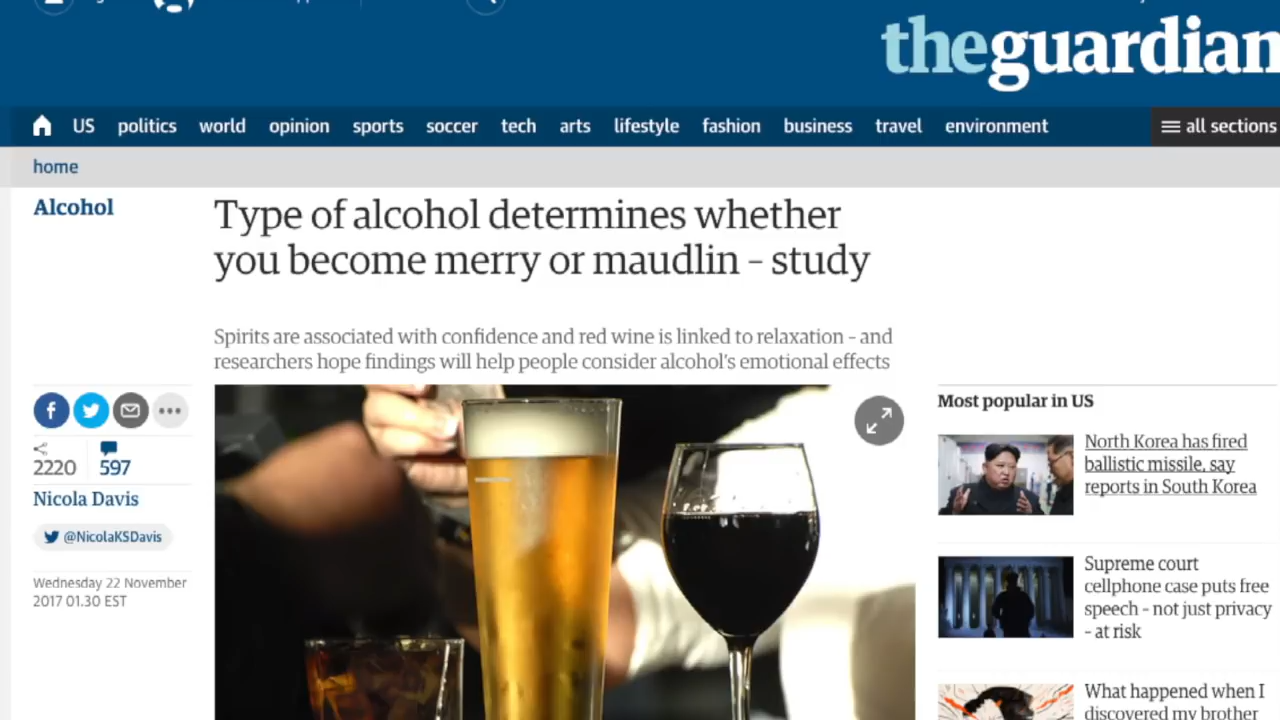 theguardian
US politics world opinion sports soccer tech arts lifestyle fashion business travel environment all sections
home
Alcohol
Type of alcohol determines whether
you become merry or maudlin – study
Spirits are associated with confidence and red wine is linked to relaxation – and
researchers hope findings will help people consider alcohol's emotional effects
2220 597
Nicola Davis
@NicolaKSDavis
Wednesday 22 November
2017 01.30 EST
Most popular in US
North Korea has fired
ballistic missile, say
reports in South Korea
Supreme court
cellphone case puts free
speech – not just privacy
– at risk
What happened when I
discovered my brother